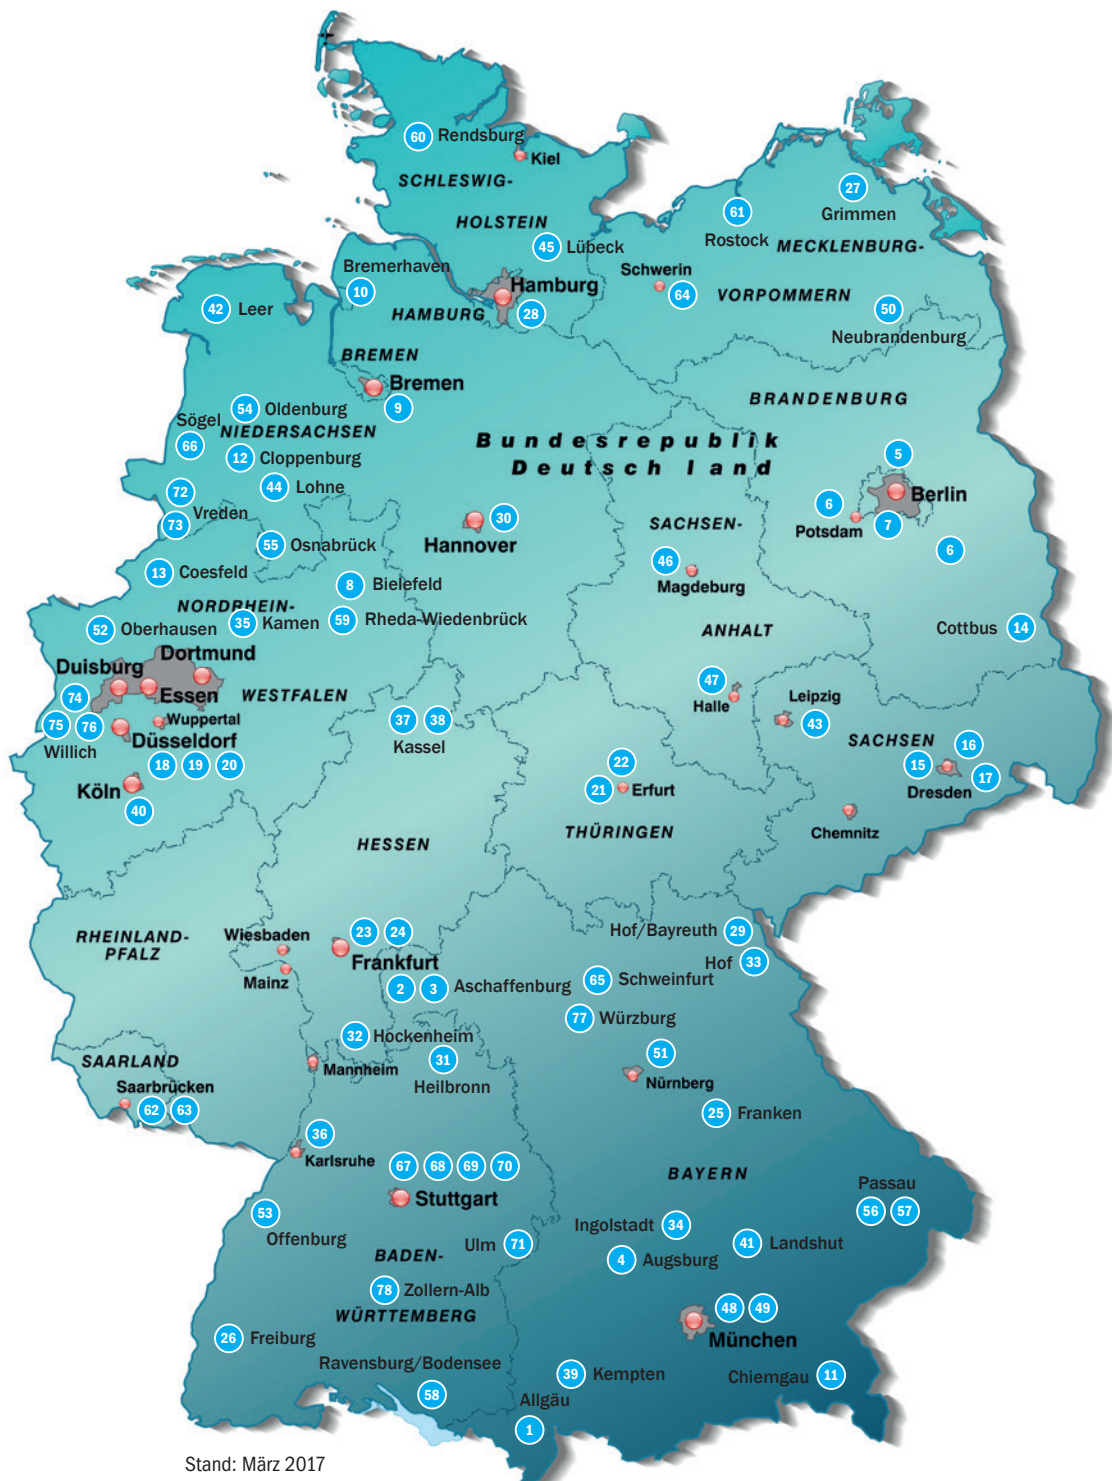 60 Rendsburg
Kiel
SCHLESWIG-
27
Grimmen
61
Rostock
HOLSTEIN
45 Lübeck
MECKLENBURG-
Bremerhaven
10
Schwerin
64
Hamburg
28
VORPOMMERN
42 Leer
HAMBURG
50
Neubrandenburg
BREMEN
Bremen
9
BRANDENBURG
54 Oldenburg
Sögel
66
NIEDERSACHSEN
Bundesrepublik
Deutsch land
12 Cloppenburg
5
Berlin
44 Lohne
72
Vreden
73
6
Potsdam
7
6
30
Hannover
SACHSEN-
55 Osnabrück
46
Magdeburg
13 Coesfeld
8 Bielefeld
NORDRHEIN-
35 Kamen
59 Rheda-Wiedenbrück
52 Oberhausen
Cottbus 14
ANHALT
Dortmund
Duisburg
Essen
74
WESTFALEN
47
Halle
Leipzig
43
75 76
Willich
Wuppertal
Düsseldorf
37 38
Kassel
SACHSEN
16
15
17
Dresden
18 19 20
Köln
40
22
21 Erfurt
Chemnitz
THÜRINGEN
HESSEN
RHEINLAND-
PFALZ
Wiesbaden
23 24
Frankfurt
Mainz
2 3 Aschaffenburg
Hof/Bayreuth 29
Hof 33
65 Schweinfurt
77 Würzburg
32 Hockenheim
31
Heilbronn
Mannheim
51
Nürnberg
SAARLAND
Saarbrücken
62 63
25 Franken
36
Karlsruhe
67 68 69 70
Stuttgart
BAYERN
Passau
56 57
53
Offenburg
Ingolstadt 34
Ulm 71
41 Landshut
4 Augsburg
BADEN-
78 Zollern-Alb
WÜRTTEMBERG
48 49
München
26 Freiburg
Ravensburg/Bodensee
58
39 Kempten
Chiemgau 11
Allgäu
1
Stand: März 2017